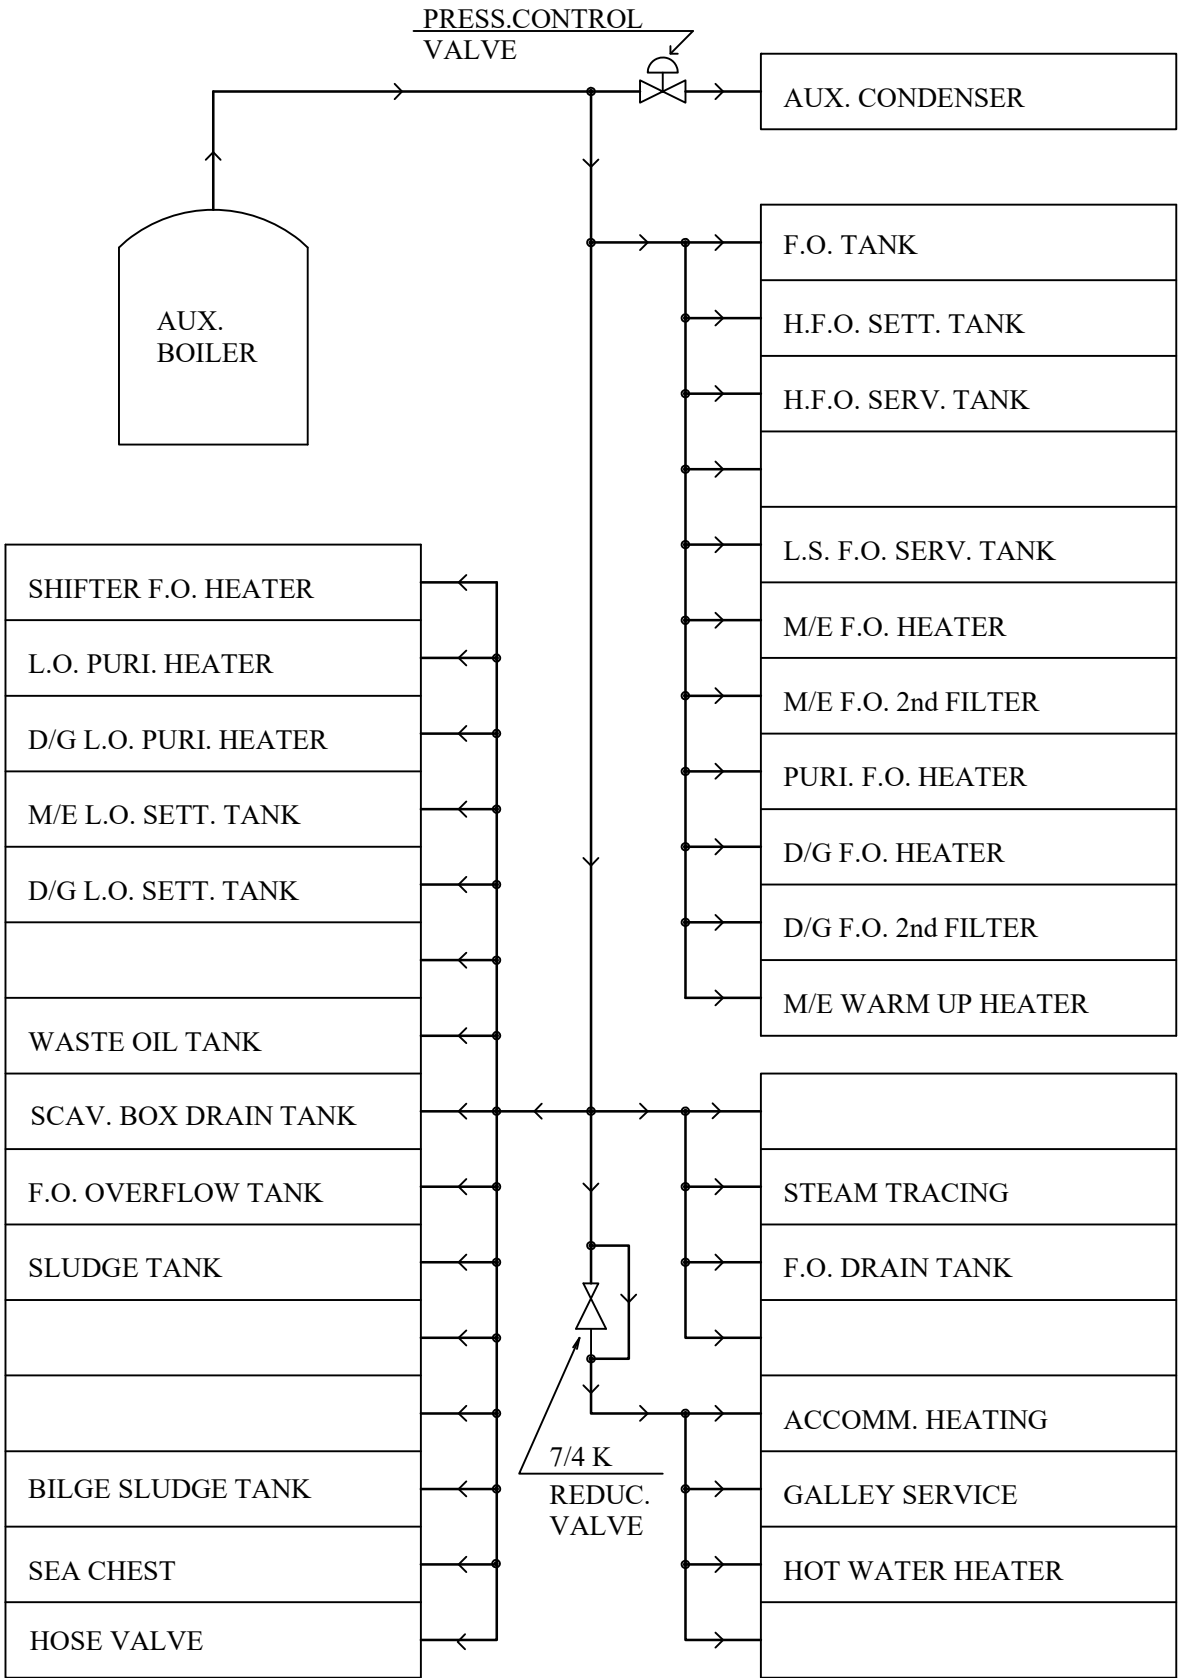 PRESS.CONTROL
VALVE
AUX. CONDENSER
AUX.
BOILER
F.O. TANK
H.F.O. SETT. TANK
H.F.O. SERV. TANK
L.S. F.O. SERV. TANK
M/E F.O. HEATER
M/E F.O. 2nd FILTER
PURI. F.O. HEATER
D/G F.O. HEATER
D/G F.O. 2nd FILTER
M/E WARM UP HEATER
SHIFTER F.O. HEATER
L.O. PURI. HEATER
D/G L.O. PURI. HEATER
M/E L.O. SETT. TANK
D/G L.O. SETT. TANK
WASTE OIL TANK
SCAV. BOX DRAIN TANK
F.O. OVERFLOW TANK
SLUDGE TANK
BILGE SLUDGE TANK
SEA CHEST
HOSE VALVE
7/4 K
REDUC.
VALVE
STEAM TRACING
F.O. DRAIN TANK
ACCOMM. HEATING
GALLEY SERVICE
HOT WATER HEATER